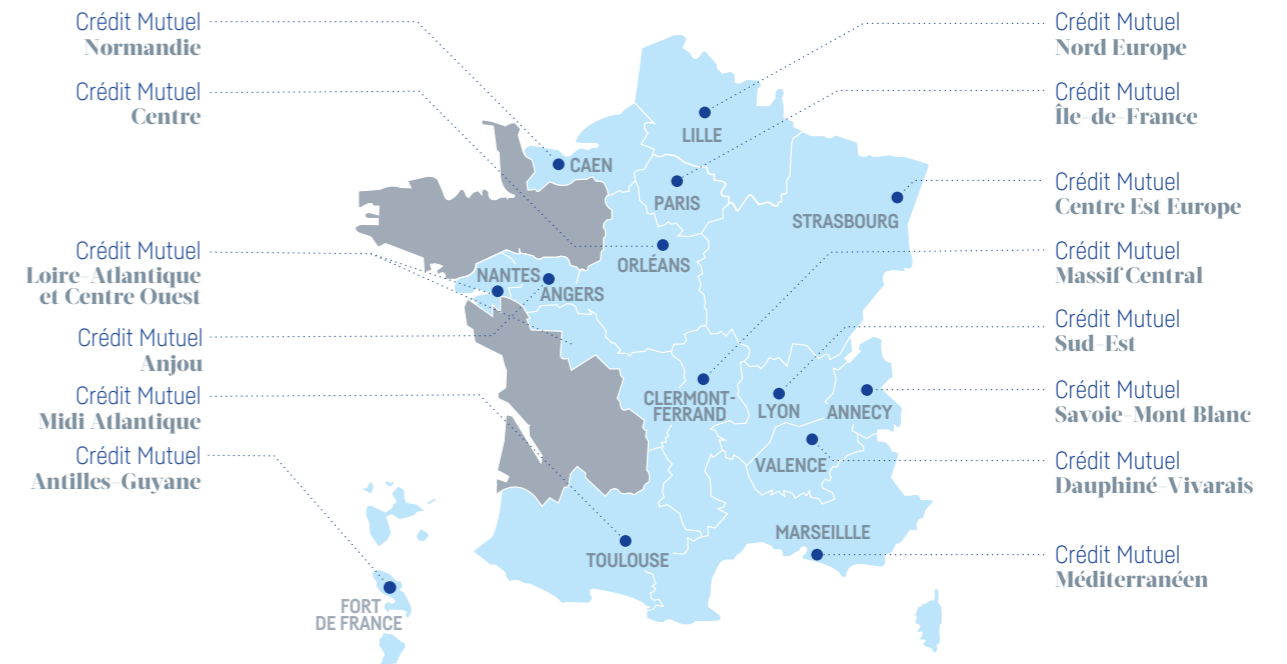 Crédit Mutuel
Normandie
Crédit Mutuel
Centre
Crédit Mutuel
Loire-Atlantique
et Centre Ouest
Crédit Mutuel
Anjou
Crédit Mutuel
Midi Atlantique
Crédit Mutuel
Antilles-Guyane
LILLE
CAEN
PARIS
STRASBOURG
ORLÉANS
NANTES
ANGERS
CLERMONT-
FERRAND
LYON
ANNECY
VALENCE
MARSEILLLE
TOULOUSE
FORT
DE FRANCE
Crédit Mutuel
Nord Europe
Crédit Mutuel
Île-de-France
Crédit Mutuel
Centre Est Europe
Crédit Mutuel
Massif Central
Crédit Mutuel
Sud-Est
Crédit Mutuel
Savoie-Mont Blanc
Crédit Mutuel
Dauphiné-Vivarais
Crédit Mutuel
Méditerranéen